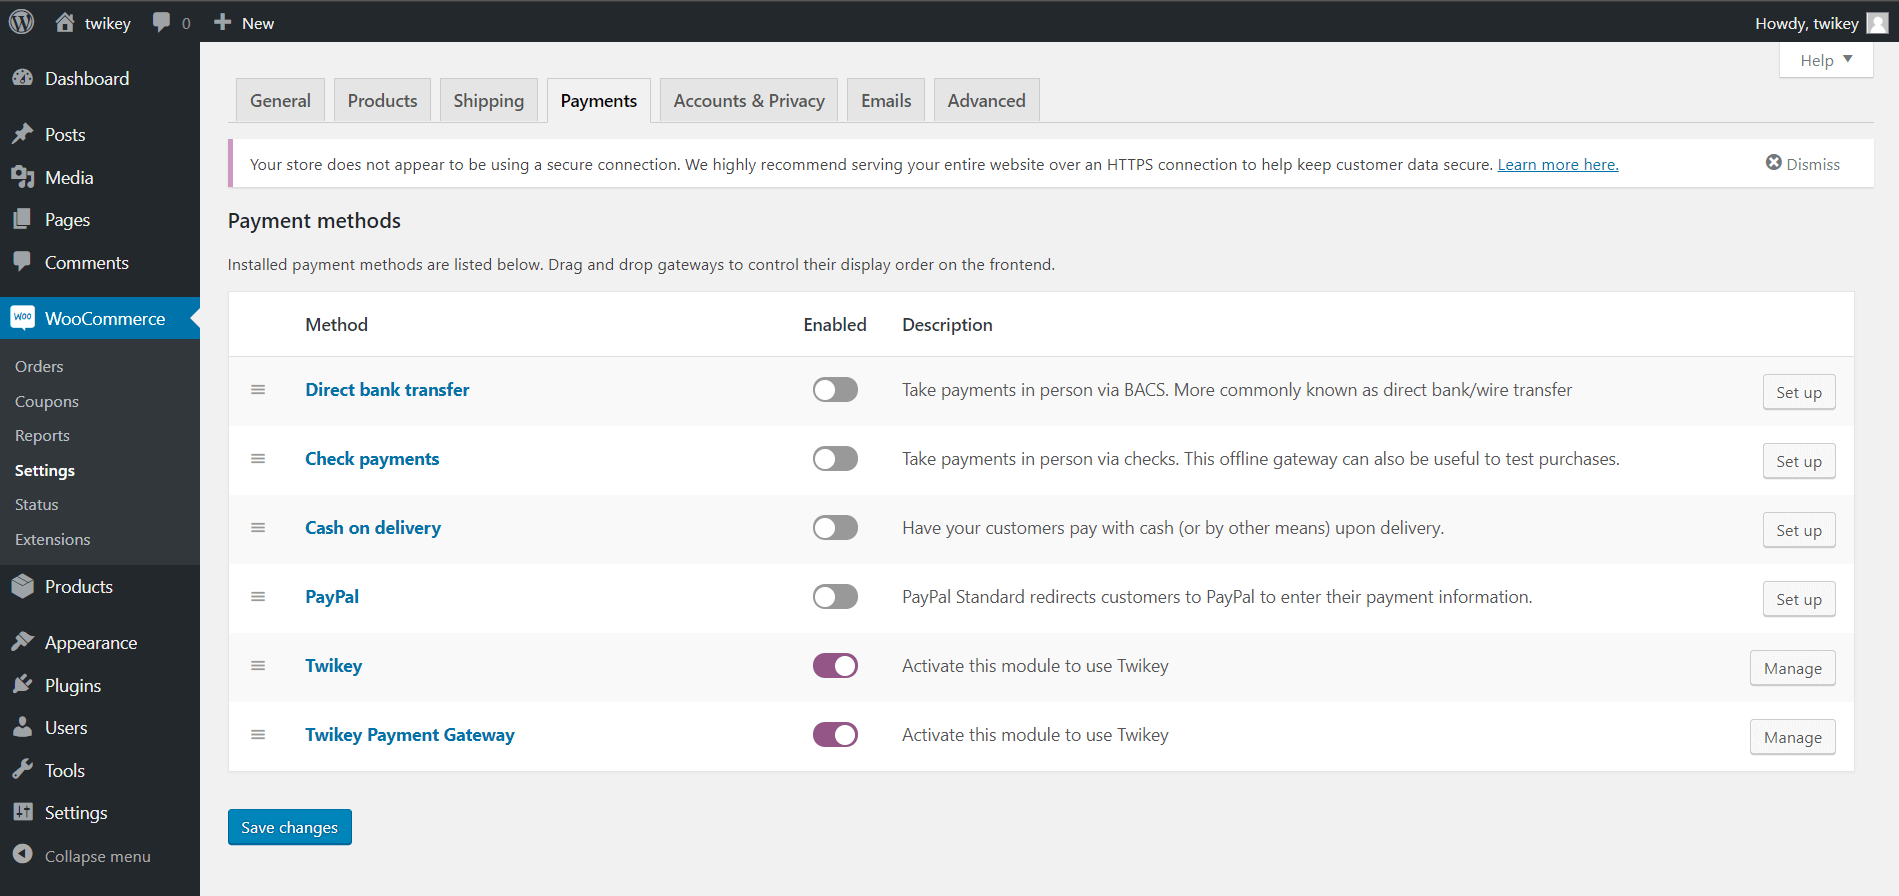 twikey 0 New Howdy, twikey
Help
Dashboard
Posts
Media
Pages
Comments
Woo WooCommerce
Orders
Coupons
Reports
Settings
Status
Extensions
Products
Appearance
Plugins
Users
Tools
Settings
Collapse menu
General Products Shipping Payments Accounts & Privacy Emails Advanced
Your store does not appear to be using a secure connection. We highly recommend serving your entire website over an HTTPS connection to help keep customer data secure. Learn more here. Dismiss
Payment methods
Installed payment methods are listed below. Drag and drop gateways to control their display order on the frontend.
Method Enabled Description
Direct bank transfer Take payments in person via BACS. More commonly known as direct bank/wire transfer Set up
Check payments Take payments in person via checks. This offline gateway can also be useful to test purchases. Set up
Cash on delivery Have your customers pay with cash (or by other means) upon delivery. Set up
PayPal PayPal Standard redirects customers to PayPal to enter their payment information. Set up
Twikey Activate this module to use Twikey Manage
Twikey Payment Gateway Activate this module to use Twikey Manage
Save changes